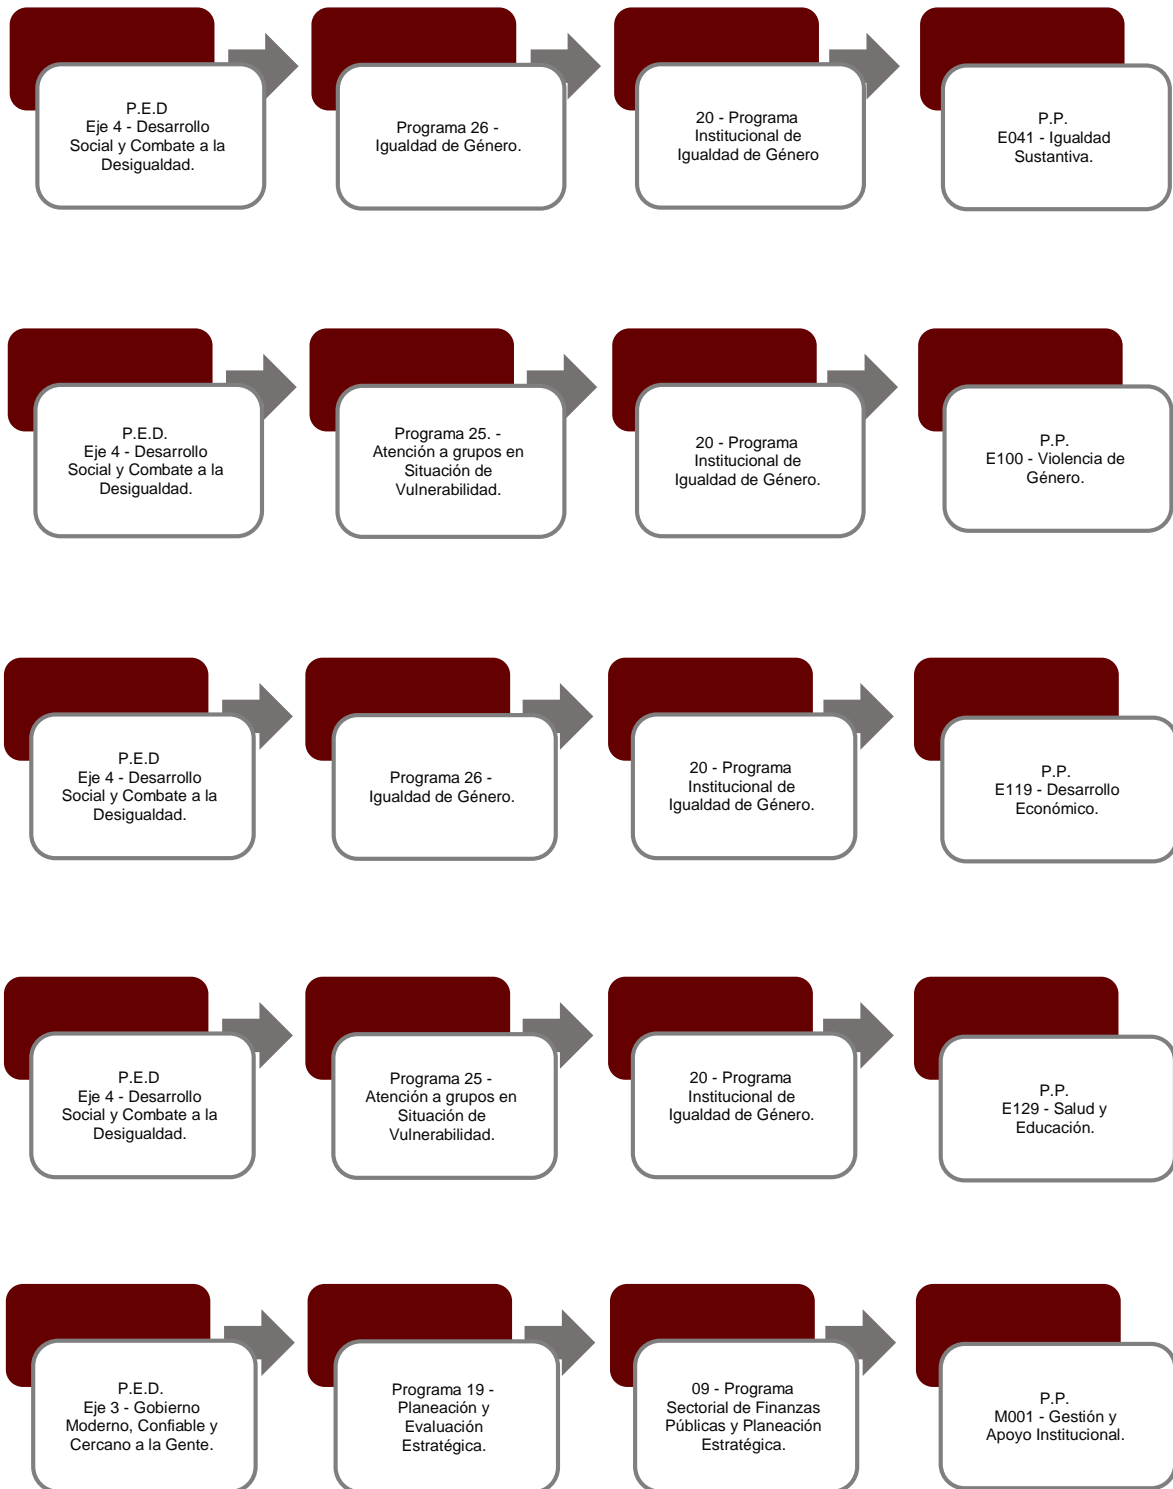 P.E.D
Eje 4 - Desarrollo
Social y Combate a la
Desigualdad.
Programa 26 -
Igualdad de Género.
20 - Programa
Institucional de
Igualdad de Género
P.P.
E041 - Igualdad
Sustantiva.
P.E.D.
Eje 4 - Desarrollo
Social y Combate a la
Desigualdad.
Programa 25. -
Atención a grupos en
Situación de
Vulnerabilidad.
20 - Programa
Institucional de
Igualdad de Género.
P.P.
E100 - Violencia de
Género.
P.E.D
Eje 4 - Desarrollo
Social y Combate a la
Desigualdad.
Programa 26 -
Igualdad de Género.
20 - Programa
Institucional de
Igualdad de Género.
P.P.
E119 - Desarrollo
Económico.
P.E.D
Eje 4 - Desarrollo
Social y Combate a la
Desigualdad.
Programa 25 -
Atención a grupos en
Situación de
Vulnerabilidad.
20 - Programa
Institucional de
Igualdad de Género.
P.P.
E129 - Salud y
Educación.
P.E.D.
Eje 3 - Gobierno
Moderno, Confiable y
Cercano a la Gente.
Programa 19 -
Planeación y
Evaluación
Estratégica.
09 - Programa
Sectorial de Finanzas
Públicas y Planeación
Estratégica.
P.P.
M001 - Gestión y
Apoyo Institucional.